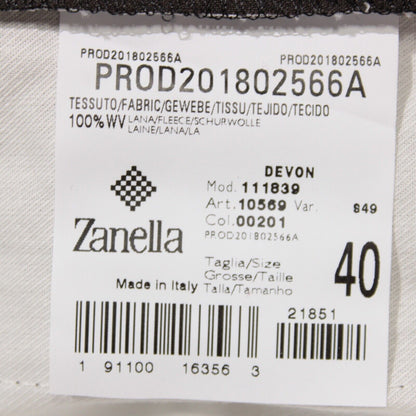 PROD201802566A PROD201802566A
PROD201802566A
TESSUTO/FABRIC/GEWEBE/TISSU/TEJIDO/TECIDO
100% WV LANA/FLEECE/SCHURWOLLE
LAINE/LANA/LA
DEVON
Mod. 111839
Art. 10569 Var. 849
Col. 00201
PROD201802566A
Zanella
Taglia/Size
Grosse/Taille
Talla/Tamanho
40
Made in Italy
21851
1 91100 16356 3